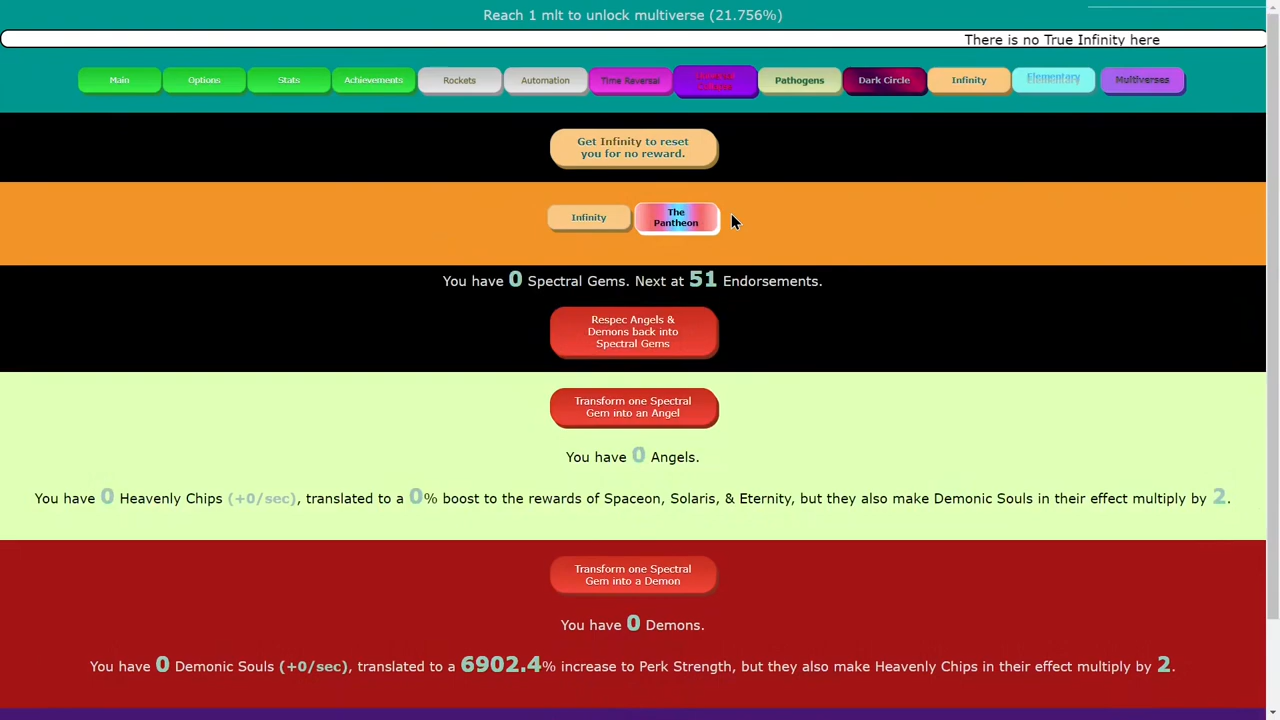 Reach 1 mlt to unlock multiverse (21.756%)
There is no True Infinity here
Main Options Stats Achievements Rockets Automation Time Reversal Pathogens Dark Circle Infinity Elementary Multiverses
Get Infinity to reset
you for no reward.
Infinity
The
Pantheon
You have 0 Spectral Gems. Next at 51 Endorsements.
Respec Angels &
Demons back into
Spectral Gems
Transform one Spectral
Gem into an Angel
You have 0 Angels.
You have 0 Heavenly Chips (+0/sec), translated to a 0% boost to the rewards of Spaceon, Solaris, & Eternity, but they also make Demonic Souls in their effect multiply by 2.
Transform one Spectral
Gem into a Demon
You have 0 Demons.
You have 0 Demonic Souls (+0/sec), translated to a 6902.4% increase to Perk Strength, but they also make Heavenly Chips in their effect multiply by 2.